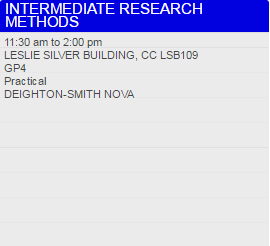 INTERMEDIATE RESEARCH
METHODS
11:30 am to 2:00 pm
LESLIE SILVER BUILDING, CC LSB109
GP4
Practical
DEIGHTON-SMITH NOVA